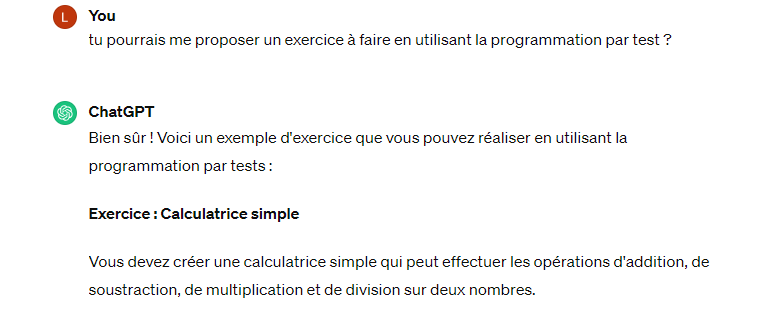 L
You
tu pourrais me proposer un exercice à faire en utilisant la programmation par test ?
ChatGPT
Bien sûr ! Voici un exemple d'exercice que vous pouvez réaliser en utilisant la
programmation par tests :
Exercice : Calculatrice simple
Vous devez créer une calculatrice simple qui peut effectuer les opérations d'addition, de
soustraction, de multiplication et de division sur deux nombres.